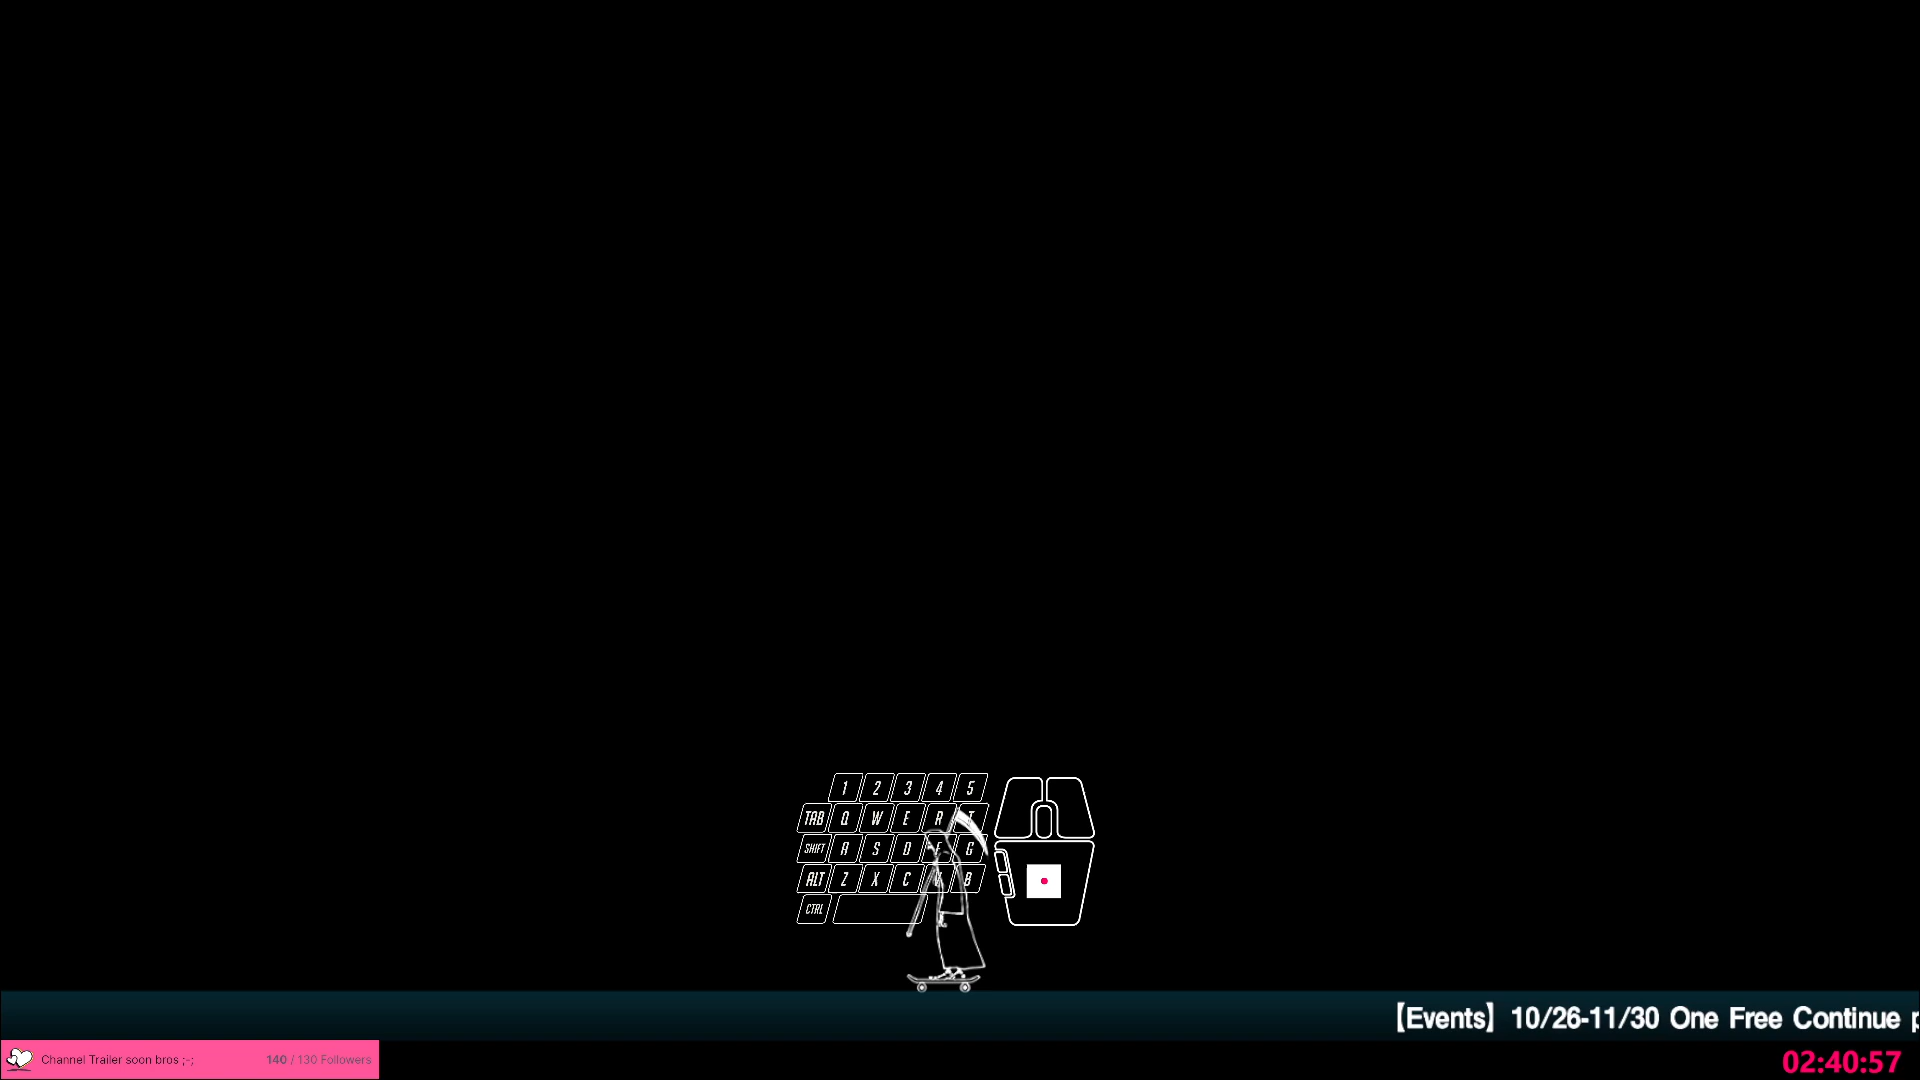 1 2 3 4 5
TAB Q W E R T
SHIFT A S D F G
ALT Z X C V B
CTRL
【Events】 10/26-11/30 One Free Continue
Channel Trailer soon bros ;-; 140 / 130 Followers
02:40:57